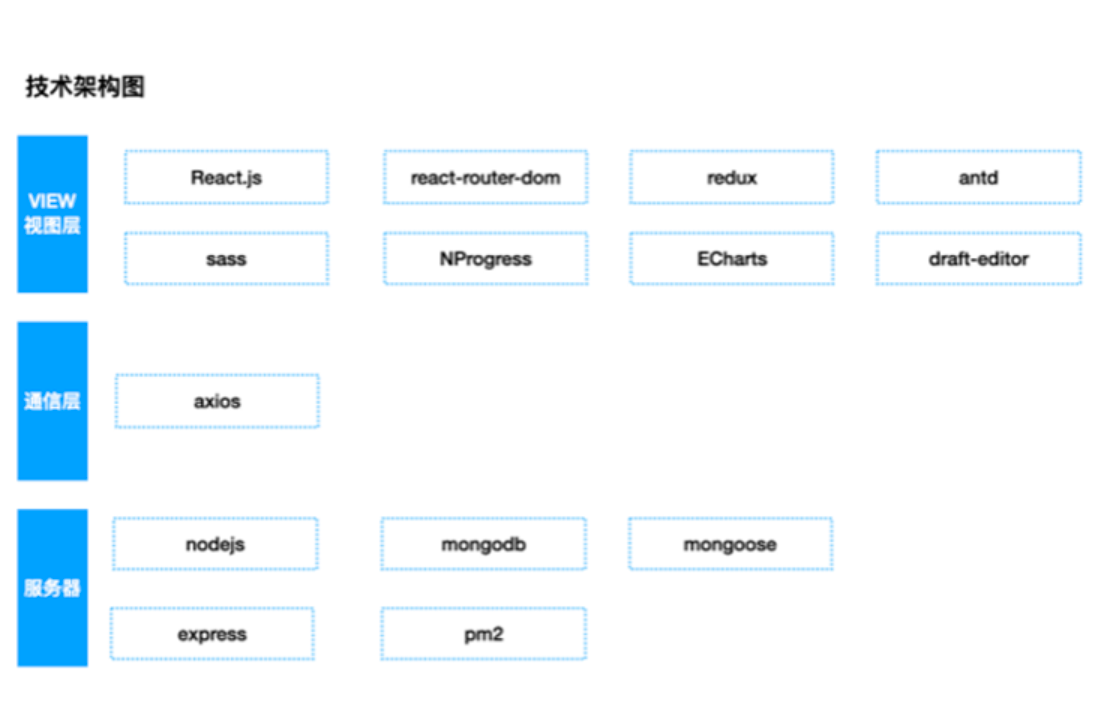 技术架构图
VIEW
视图层
React.js
react-router-dom
redux
antd
sass
NProgress
ECharts
draft-editor
通信层
axios
服务器
nodejs
mongodb
mongoose
express
pm2